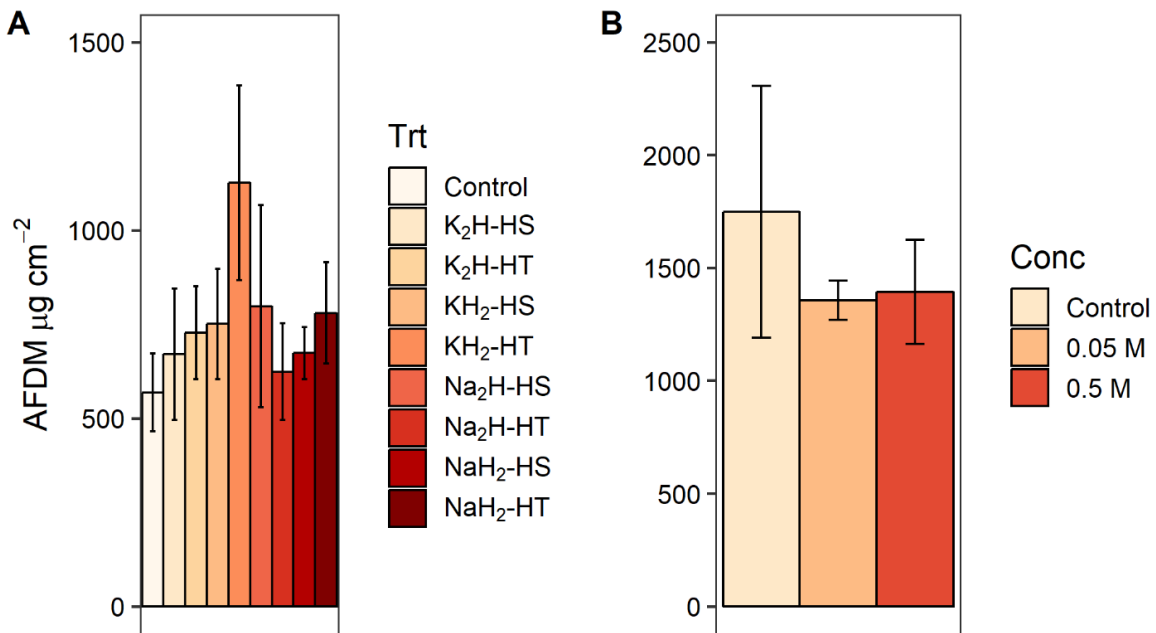 A
AFDM μg cm⁻²
1500
1000
500
0
Trt
Control
K₂H-HS
K₂H-HT
KH₂-HS
KH₂-HT
Na₂H-HS
Na₂H-HT
NaH₂-HS
NaH₂-HT
B
2500
2000
1500
1000
500
0
Conc
Control
0.05 M
0.5 M